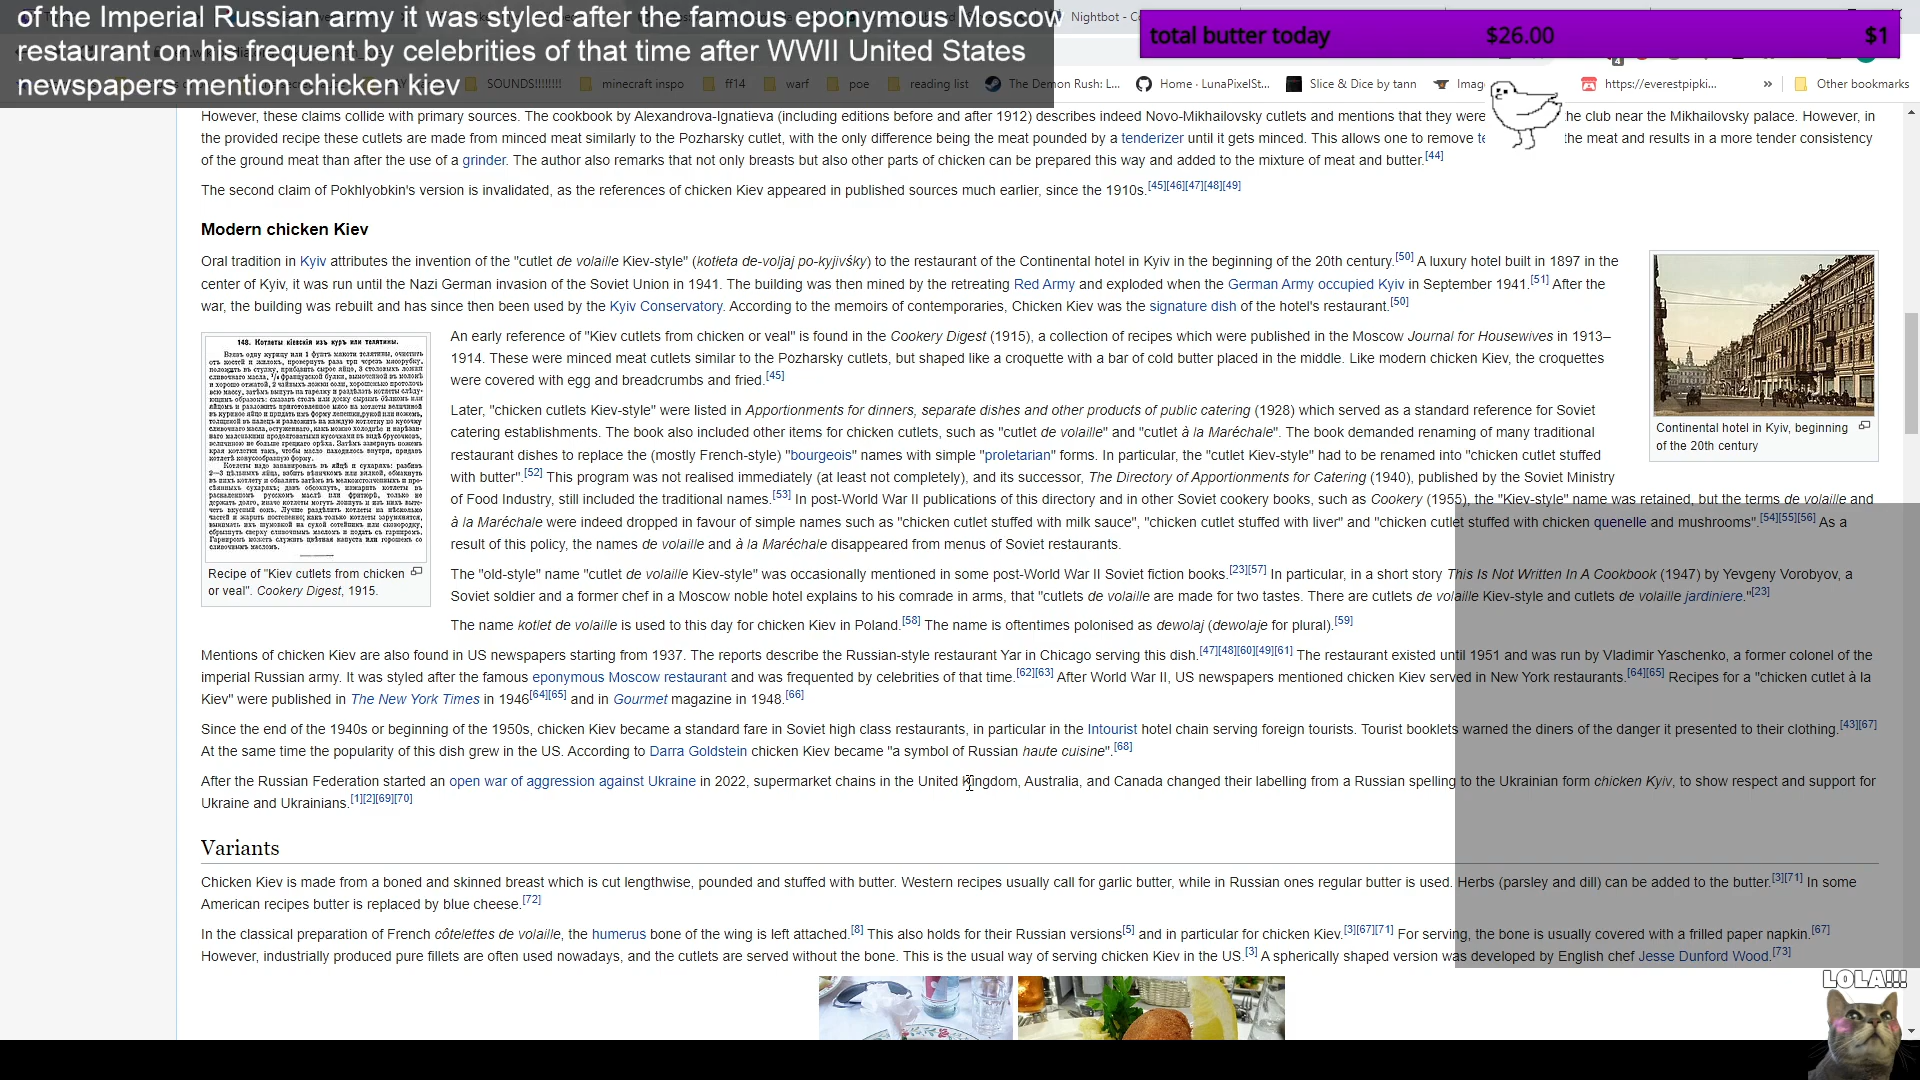 of the Imperial Russian army it was styled after the famous eponymous Moscow
restaurant on his frequent by celebrities of that time after WWII United States
newspapers mention chicken kiev
Nightbot - Co
total butter today $26.00 $1
SOUNDS!!!!!!!! minecraft inspo ff14 warf poe reading list The Demon Rush: L... Home · LunaPixelSt... Slice & Dice by tann Imag https://everestpipki... » Other bookmarks
However, these claims collide with primary sources. The cookbook by Alexandrova-Ignatieva (including editions before and after 1912) describes indeed Novo-Mikhailovsky cutlets and mentions that they were he club near the Mikhailovsky palace. However, in
the provided recipe these cutlets are made from minced meat similarly to the Pozharsky cutlet, with the only difference being the meat pounded by a tenderizer until it gets minced. This allows one to remove te the meat and results in a more tender consistency
of the ground meat than after the use of a grinder. The author also remarks that not only breasts but also other parts of chicken can be prepared this way and added to the mixture of meat and butter.[44]
The second claim of Pokhlyobkin's version is invalidated, as the references of chicken Kiev appeared in published sources much earlier, since the 1910s.[45][46][47][48][49]
Modern chicken Kiev
Oral tradition in Kyiv attributes the invention of the "cutlet de volaille Kiev-style" (kotleta de-voljaj po-kyjivśky) to the restaurant of the Continental hotel in Kyiv in the beginning of the 20th century.[50] A luxury hotel built in 1897 in the
center of Kyiv, it was run until the Nazi German invasion of the Soviet Union in 1941. The building was then mined by the retreating Red Army and exploded when the German Army occupied Kyiv in September 1941.[51] After the
war, the building was rebuilt and has since then been used by the Kyiv Conservatory. According to the memoirs of contemporaries, Chicken Kiev was the signature dish of the hotel's restaurant.[50]
Continental hotel in Kyiv, beginning
of the 20th century
148. Котлеты кіевскія изъ куръ или телятины.
Recipe of "Kiev cutlets from chicken
or veal". Cookery Digest, 1915.
An early reference of "Kiev cutlets from chicken or veal" is found in the Cookery Digest (1915), a collection of recipes which were published in the Moscow Journal for Housewives in 1913–
1914. These were minced meat cutlets similar to the Pozharsky cutlets, but shaped like a croquette with a bar of cold butter placed in the middle. Like modern chicken Kiev, the croquettes
were covered with egg and breadcrumbs and fried.[45]
Later, "chicken cutlets Kiev-style" were listed in Apportionments for dinners, separate dishes and other products of public catering (1928) which served as a standard reference for Soviet
catering establishments. The book also included other items for chicken cutlets, such as "cutlet de volaille" and "cutlet à la Maréchale". The book demanded renaming of many traditional
restaurant dishes to replace the (mostly French-style) "bourgeois" names with simple "proletarian" forms. In particular, the "cutlet Kiev-style" had to be renamed into "chicken cutlet stuffed
with butter".[52] This program was not realised immediately (at least not completely), and its successor, The Directory of Apportionments for Catering (1940), published by the Soviet Ministry
of Food Industry, still included the traditional names.[53] In post-World War II publications of this directory and in other Soviet cookery books, such as Cookery (1955), the "Kiev-style" name was retained, but the terms de volaille and
à la Maréchale were indeed dropped in favour of simple names such as "chicken cutlet stuffed with milk sauce", "chicken cutlet stuffed with liver" and "chicken cutlet stuffed with chicken quenelle and mushrooms".[54][55][56] As a
result of this policy, the names de volaille and à la Maréchale disappeared from menus of Soviet restaurants.
The "old-style" name "cutlet de volaille Kiev-style" was occasionally mentioned in some post-World War II Soviet fiction books.[23][57] In particular, in a short story This Is Not Written In A Cookbook (1947) by Yevgeny Vorobyov, a
Soviet soldier and a former chef in a Moscow noble hotel explains to his comrade in arms, that "cutlets de volaille are made for two tastes. There are cutlets de volaille Kiev-style and cutlets de volaille jardiniere."[23]
The name kotlet de volaille is used to this day for chicken Kiev in Poland.[58] The name is oftentimes polonised as dewolaj (dewolaje for plural).[59]
Mentions of chicken Kiev are also found in US newspapers starting from 1937. The reports describe the Russian-style restaurant Yar in Chicago serving this dish.[47][48][60][49][61] The restaurant existed until 1951 and was run by Vladimir Yaschenko, a former colonel of the
imperial Russian army. It was styled after the famous eponymous Moscow restaurant and was frequented by celebrities of that time.[62][63] After World War II, US newspapers mentioned chicken Kiev served in New York restaurants.[64][65] Recipes for a "chicken cutlet à la
Kiev" were published in The New York Times in 1946[64][65] and in Gourmet magazine in 1948.[66]
Since the end of the 1940s or beginning of the 1950s, chicken Kiev became a standard fare in Soviet high class restaurants, in particular in the Intourist hotel chain serving foreign tourists. Tourist booklets warned the diners of the danger it presented to their clothing.[43][67]
At the same time the popularity of this dish grew in the US. According to Darra Goldstein chicken Kiev became "a symbol of Russian haute cuisine".[68]
After the Russian Federation started an open war of aggression against Ukraine in 2022, supermarket chains in the United Kingdom, Australia, and Canada changed their labelling from a Russian spelling to the Ukrainian form chicken Kyiv, to show respect and support for
Ukraine and Ukrainians.[1][2][69][70]
Variants
Chicken Kiev is made from a boned and skinned breast which is cut lengthwise, pounded and stuffed with butter. Western recipes usually call for garlic butter, while in Russian ones regular butter is used. Herbs (parsley and dill) can be added to the butter.[3][71] In some
American recipes butter is replaced by blue cheese.[72]
In the classical preparation of French côtelettes de volaille, the humerus bone of the wing is left attached.[8] This also holds for their Russian versions[5] and in particular for chicken Kiev.[3][67][71] For serving, the bone is usually covered with a frilled paper napkin.[67]
However, industrially produced pure fillets are often used nowadays, and the cutlets are served without the bone. This is the usual way of serving chicken Kiev in the US.[3] A spherically shaped version was developed by English chef Jesse Dunford Wood.[73]
LOLA!!!